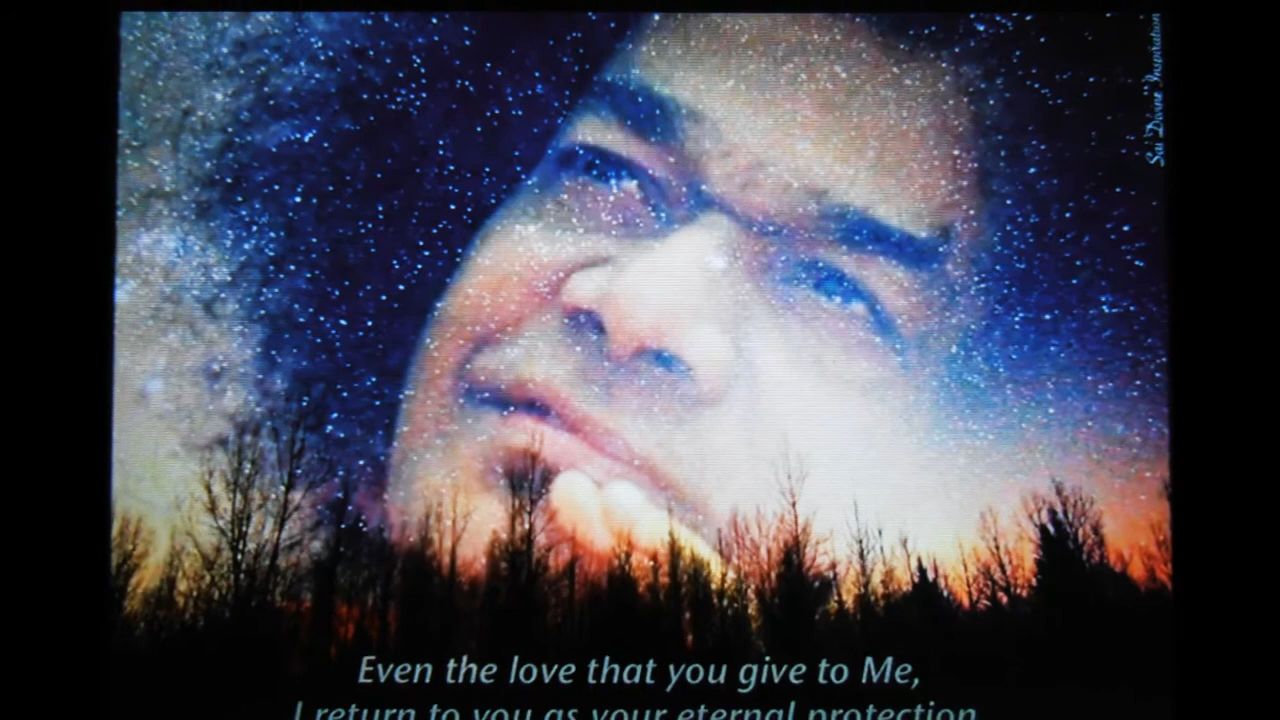 Sai Divine Inspiration
Even the love that you give to Me,
I return to you as your eternal protection